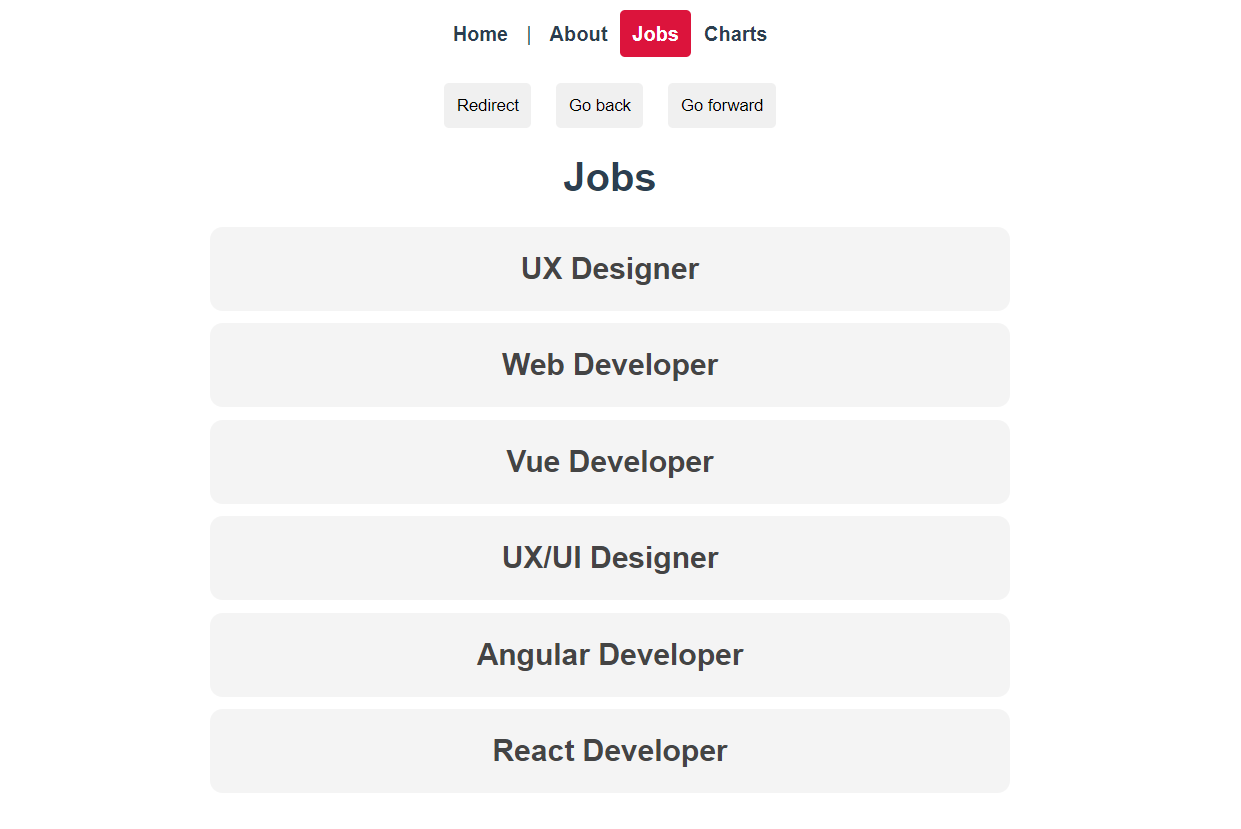 Home | About Jobs Charts
Redirect Go back Go forward
Jobs
UX Designer
Web Developer
Vue Developer
UX/UI Designer
Angular Developer
React Developer